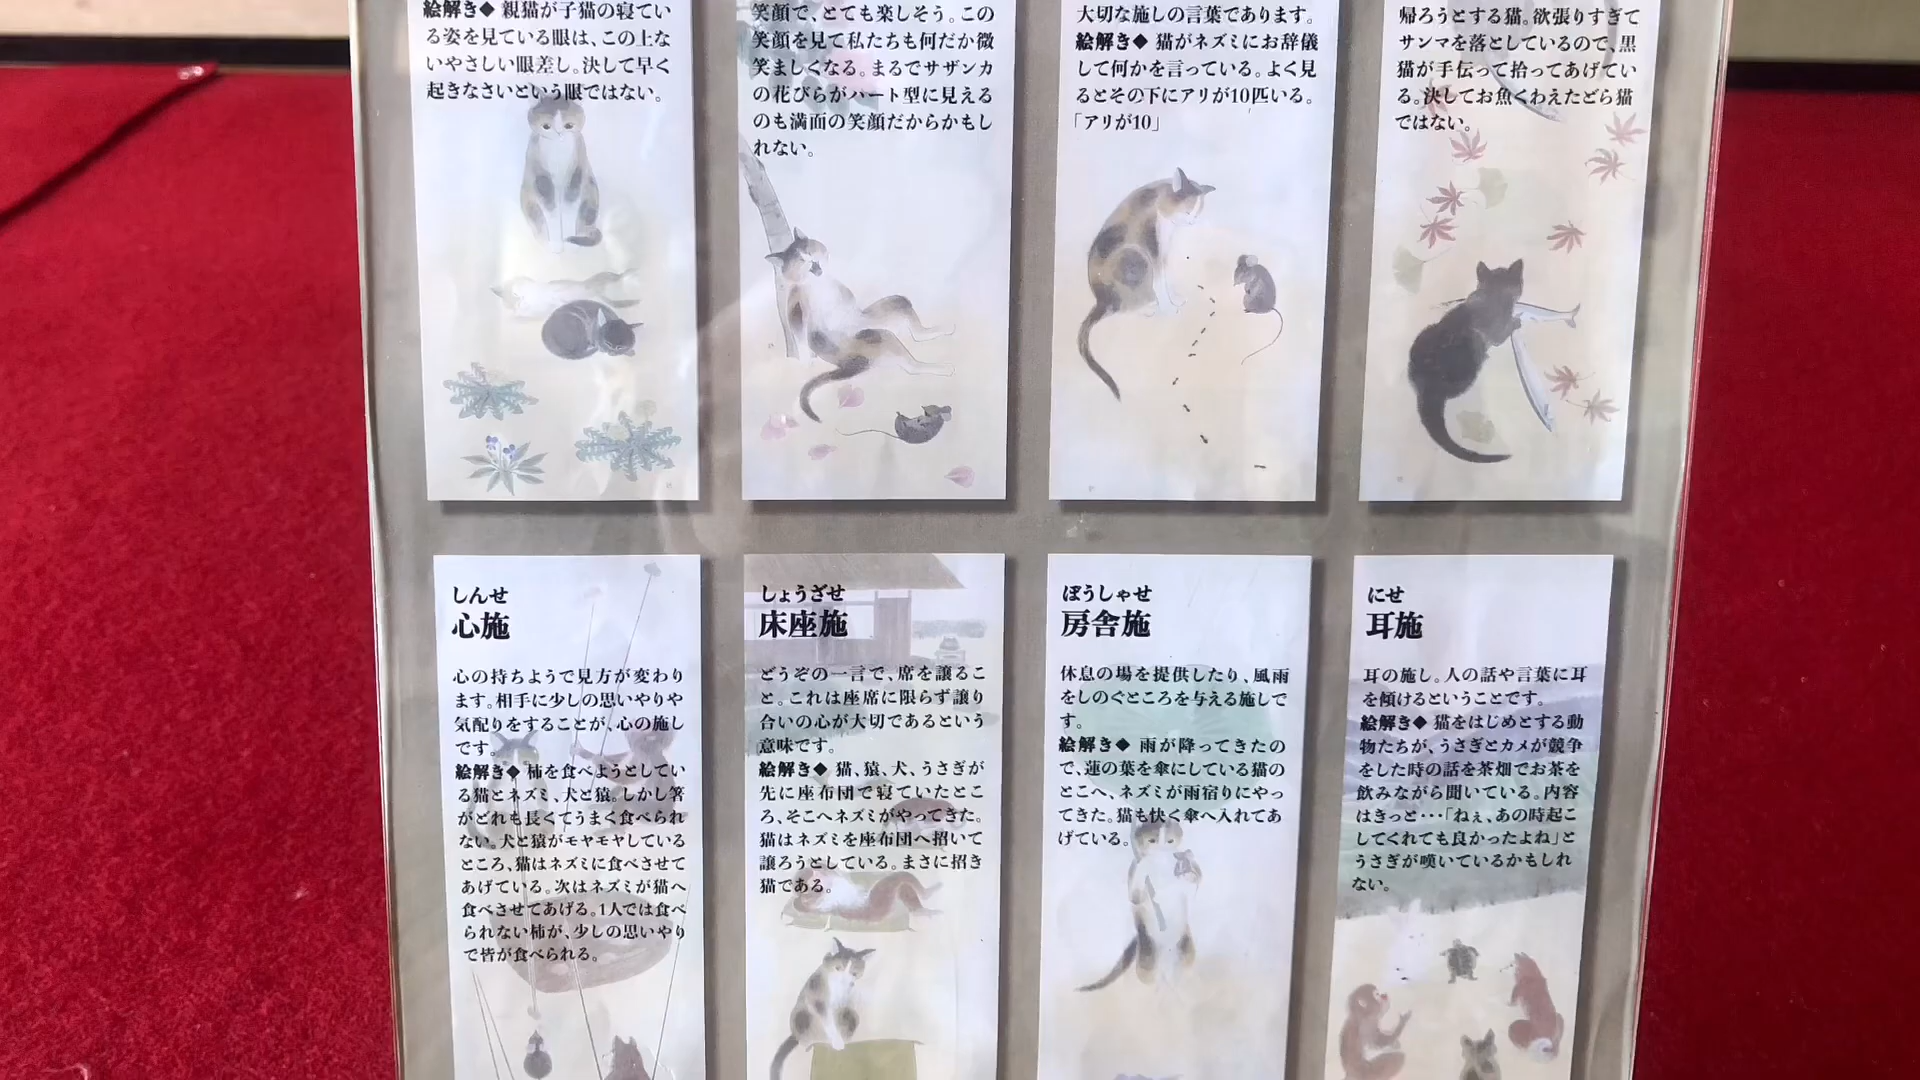 絵解き◆ 親猫が子猫の寝てい
る姿を見ている眼は、この上な
いやさしい眼差し。決して早く
起きなさいという眼ではない。
笑顔で、とても楽しそう。この
笑顔を見て私たちも何だか微
笑ましくなる。まるでサザンカ
の花びらがハート型に見える
のも満面の笑顔だからかもし
れない。
大切な施しの言葉であります。
絵解き◆ 猫がネズミにお辞儀
して何かを言っている。よく見
るとその下にアリが10匹いる。
「アリが10」
帰ろうとする猫。欲張りすぎて
サンマを落としているので、黒
猫が手伝って拾ってあげてい
る。決してお魚くわえたどら猫
ではない。
しんせ
心施
心の持ちようで見方が変わり
ます。相手に少しの思いやりや
気配りをすることが、心の施し
です。
絵解き◆ 柿を食べようとしてい
る猫とネズミ、犬と猿。しかし箸
がどれも長くてうまく食べられ
ない。犬と猿がモヤモヤしている
ところ、猫はネズミに食べさせて
あげている。次はネズミが猫へ
食べさせてあげる。1人では食べ
られない柿が、少しの思いやり
で皆が食べられる。
しょうざせ
床座施
どうぞの一言で、席を譲るこ
と。これは座席に限らず譲り
合いの心が大切であるという
意味です。
絵解き◆ 猫、猿、犬、うさぎが
先に座布団で寝ていたとこ
ろ、そこへネズミがやってきた。
猫はネズミを座布団へ招いて
譲ろうとしている。まさに招き
猫である。
ぼうしゃせ
房舎施
休息の場を提供したり、風雨
をしのぐところを与える施しで
す。
絵解き◆ 雨が降ってきたの
で、蓮の葉を傘にしている猫の
とこへ、ネズミが雨宿りにやっ
てきた。猫も快く傘へ入れてあ
げている。
にせ
耳施
耳の施し。人の話や言葉に耳
を傾けるということです。
絵解き◆ 猫をはじめとする動
物たちが、うさぎとカメが競争
をした時の話を茶畑でお茶を
飲みながら聞いている。内容
はきっと・・・「ねぇ、あの時起こ
してくれても良かったよね」と
うさぎが嘆いているかもしれ
ない。